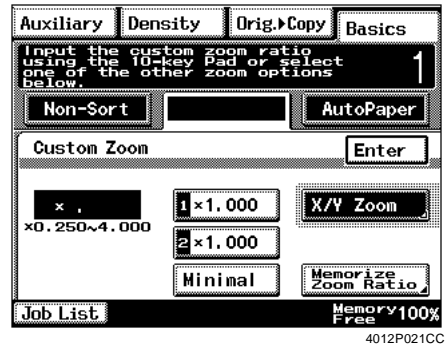 Auxiliary Density Orig.▸Copy Basics
Input the custom zoom ratio
using the 10-key Pad or select
one of the other zoom options
below.
1
Non-Sort AutoPaper
Custom Zoom Enter
× . 1 ×1.000 X/Y Zoom
×0.250~4.000
2 ×1.000
Minimal Memorize
Zoom Ratio
Job List Memory 100%
Free
4012P021CC